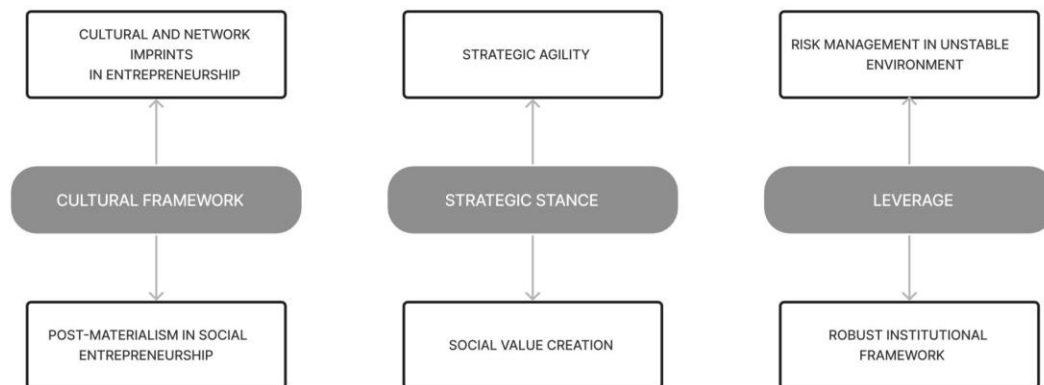 CULTURAL AND NETWORK
IMPRINTS
IN ENTREPRENEURSHIP
STRATEGIC AGILITY
RISK MANAGEMENT IN UNSTABLE
ENVIRONMENT
CULTURAL FRAMEWORK
STRATEGIC STANCE
LEVERAGE
POST-MATERIALISM IN SOCIAL
ENTREPRENEURSHIP
SOCIAL VALUE CREATION
ROBUST INSTITUTIONAL
FRAMEWORK